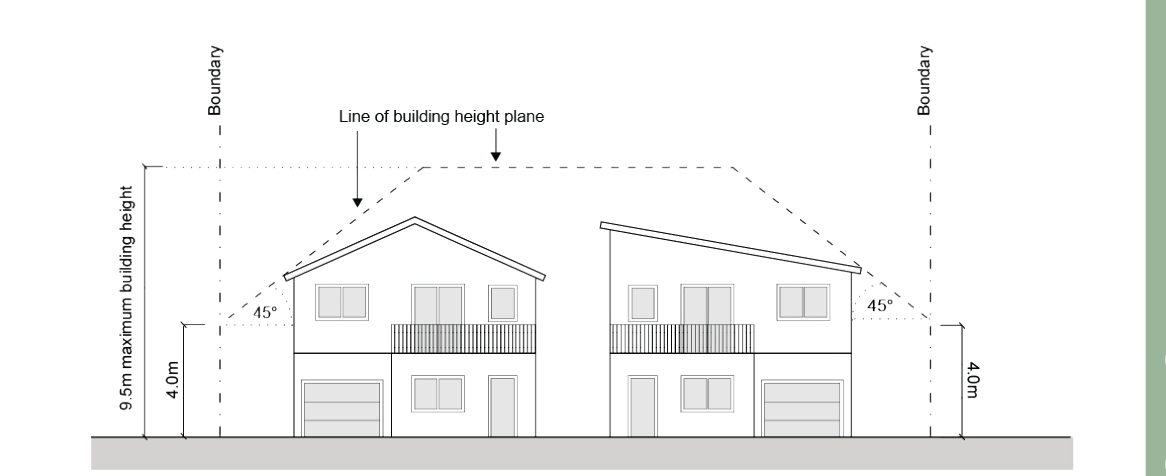 Boundary
Boundary
Line of building height plane
9.5m maximum building height
45°
45°
4.0m
4.0m